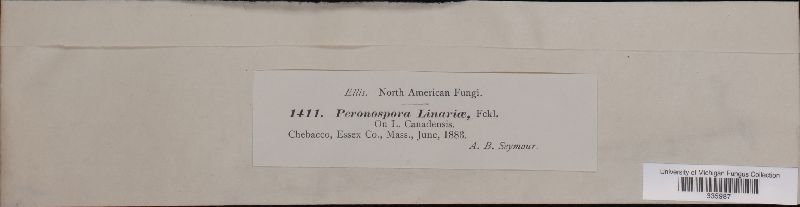 Ellis. North American Fungi.
1411. Peronospora Linariæ, Fckl.
On L. Canadensis.
Chebacco, Essex Co., Mass., June, 1883.
A. B. Seymour.
University of Michigan Fungus Collection
335987